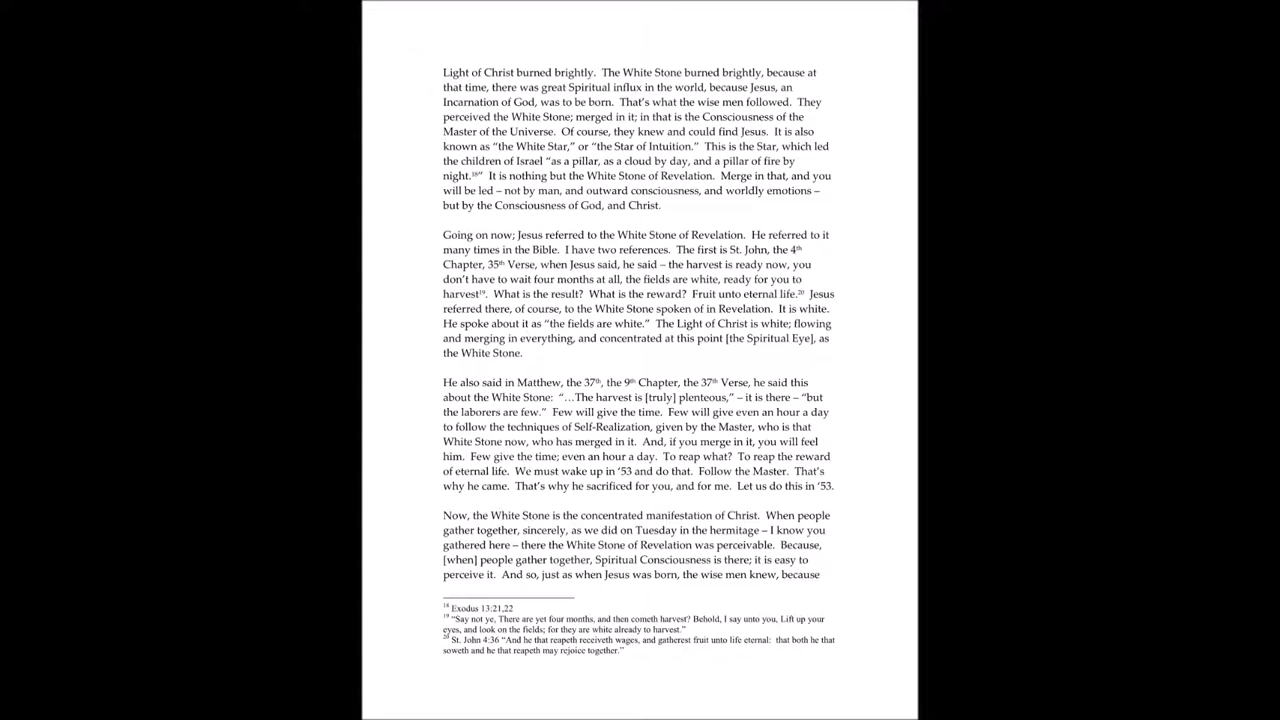 Light of Christ burned brightly.  The White Stone burned brightly, because at
that time, there was great Spiritual influx in the world, because Jesus, an
Incarnation of God, was to be born.  That’s what the wise men followed.  They
perceived the White Stone; merged in it; in that is the Consciousness of the
Master of the Universe.  Of course, they knew and could find Jesus.  It is also
known as “the White Star,” or “the Star of Intuition.”  This is the Star, which led
the children of Israel “as a pillar, as a cloud by day, and a pillar of fire by
night.18”  It is nothing but the White Stone of Revelation.  Merge in that, and you
will be led – not by man, and outward consciousness, and worldly emotions –
but by the Consciousness of God, and Christ.
Going on now; Jesus referred to the White Stone of Revelation.  He referred to it
many times in the Bible.  I have two references.  The first is St. John, the 4th
Chapter, 35th Verse, when Jesus said, he said – the harvest is ready now, you
don’t have to wait four months at all, the fields are white, ready for you to
harvest19.  What is the result?  What is the reward?  Fruit unto eternal life.20  Jesus
referred there, of course, to the White Stone spoken of in Revelation.  It is white.
He spoke about it as “the fields are white.”  The Light of Christ is white; flowing
and merging in everything, and concentrated at this point [the Spiritual Eye], as
the White Stone.
He also said in Matthew, the 37th, the 9th Chapter, the 37th Verse, he said this
about the White Stone:  “…The harvest is [truly] plenteous,” – it is there – “but
the laborers are few.”  Few will give the time.  Few will give even an hour a day
to follow the techniques of Self-Realization, given by the Master, who is that
White Stone now, who has merged in it.  And, if you merge in it, you will feel
him.  Few give the time; even an hour a day.  To reap what?  To reap the reward
of eternal life.  We must wake up in ‘53 and do that.  Follow the Master.  That’s
why he came.  That’s why he sacrificed for you, and for me.  Let us do this in ‘53.
Now, the White Stone is the concentrated manifestation of Christ.  When people
gather together, sincerely, as we did on Tuesday in the hermitage – I know you
gathered here – there the White Stone of Revelation was perceivable.  Because,
[when] people gather together, Spiritual Consciousness is there; it is easy to
perceive it.  And so, just as when Jesus was born, the wise men knew, because
18 Exodus 13:21,22
19 “Say not ye, There are yet four months, and then cometh harvest? Behold, I say unto you, Lift up your
eyes, and look on the fields; for they are white already to harvest.”
20 St. John 4:36 “And he that reapeth receiveth wages, and gatherest fruit unto life eternal:  that both he that
soweth and he that reapeth may rejoice together.”